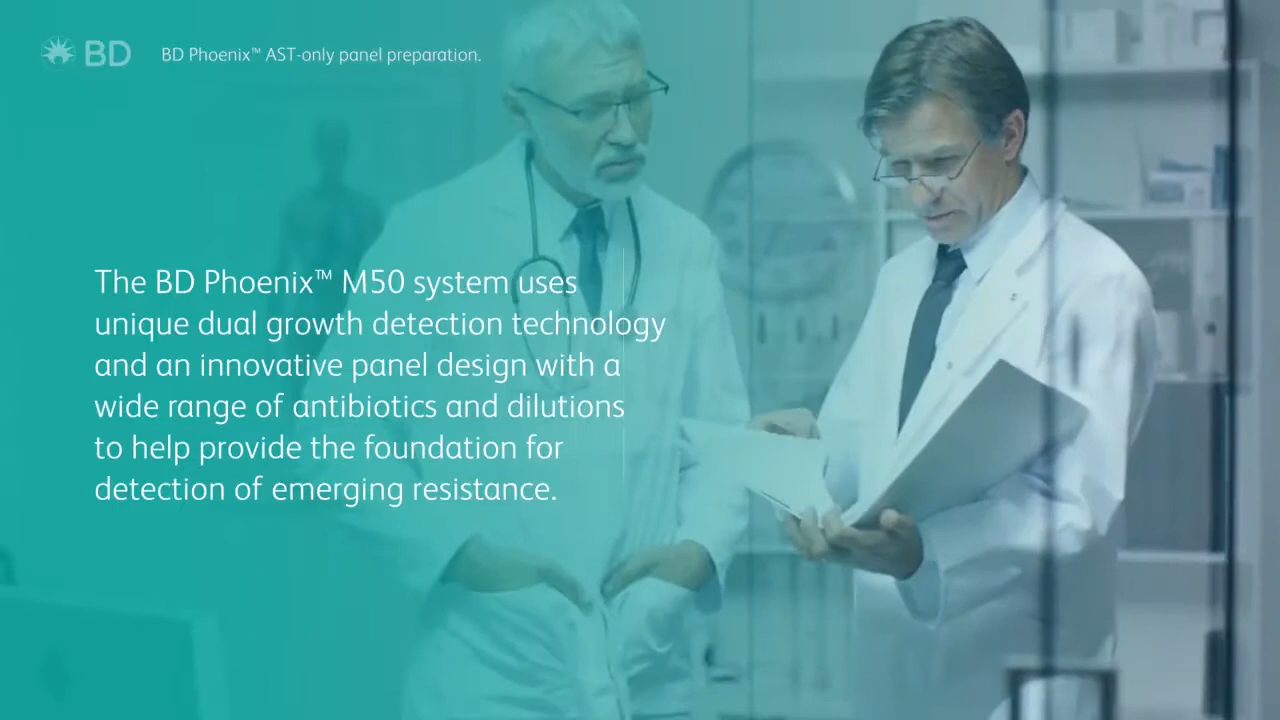 BD
BD Phoenix™ AST-only panel preparation.
The BD Phoenix™ M50 system uses
unique dual growth detection technology
and an innovative panel design with a
wide range of antibiotics and dilutions
to help provide the foundation for
detection of emerging resistance.